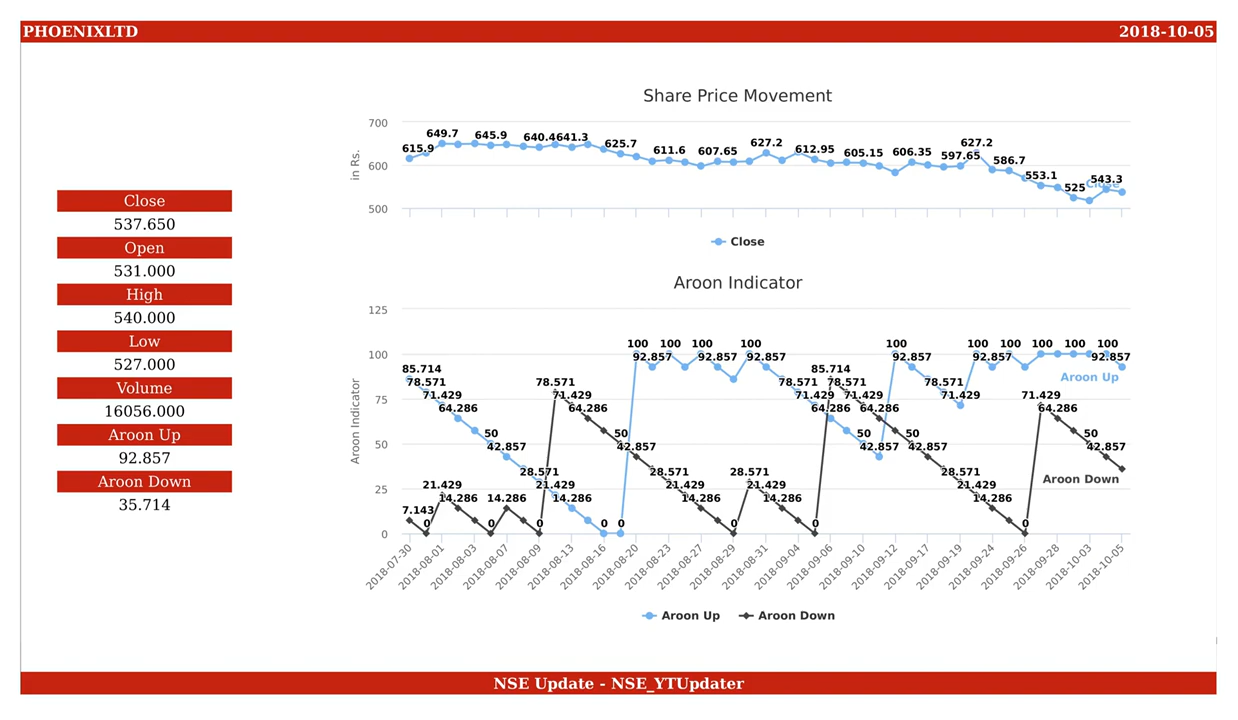 PHOENIXLTD 2018-10-05
Close
537.650
Open
531.000
High
540.000
Low
527.000
Volume
16056.000
Aroon Up
92.857
Aroon Down
35.714
Share Price Movement
in Rs.
700
600
500
615.9 649.7 645.9 640.4 641.3 625.7 611.6 607.65 627.2 612.95 605.15 606.35 597.65 627.2 586.7 553.1 525 543.3
Close
Close
Aroon Indicator
Aroon Indicator
125
100
75
50
25
0
100 100 100 100 100 100 100 100 100 100
92.857 92.857 92.857 92.857 92.857 92.857
85.714 85.714
Aroon Up
78.571 78.571 78.571 78.571 78.571
71.429 71.429 71.429 71.429 71.429 71.429
64.286 64.286 64.286 64.286 64.286
50 50 50 50 50
42.857 42.857 42.857 42.857 42.857
28.571 28.571 28.571 28.571
Aroon Down
21.429 21.429 21.429 21.429 21.429
14.286 14.286 14.286 14.286 14.286 14.286
7.143
0 0 0 0 0 0 0 0
2018-07-30 2018-08-01 2018-08-03 2018-08-07 2018-08-09 2018-08-13 2018-08-16 2018-08-20 2018-08-23 2018-08-27 2018-08-29 2018-08-31 2018-09-04 2018-09-06 2018-09-10 2018-09-12 2018-09-17 2018-09-19 2018-09-24 2018-09-26 2018-09-28 2018-10-03 2018-10-05
Aroon Up Aroon Down
NSE Update - NSE_YTUpdater